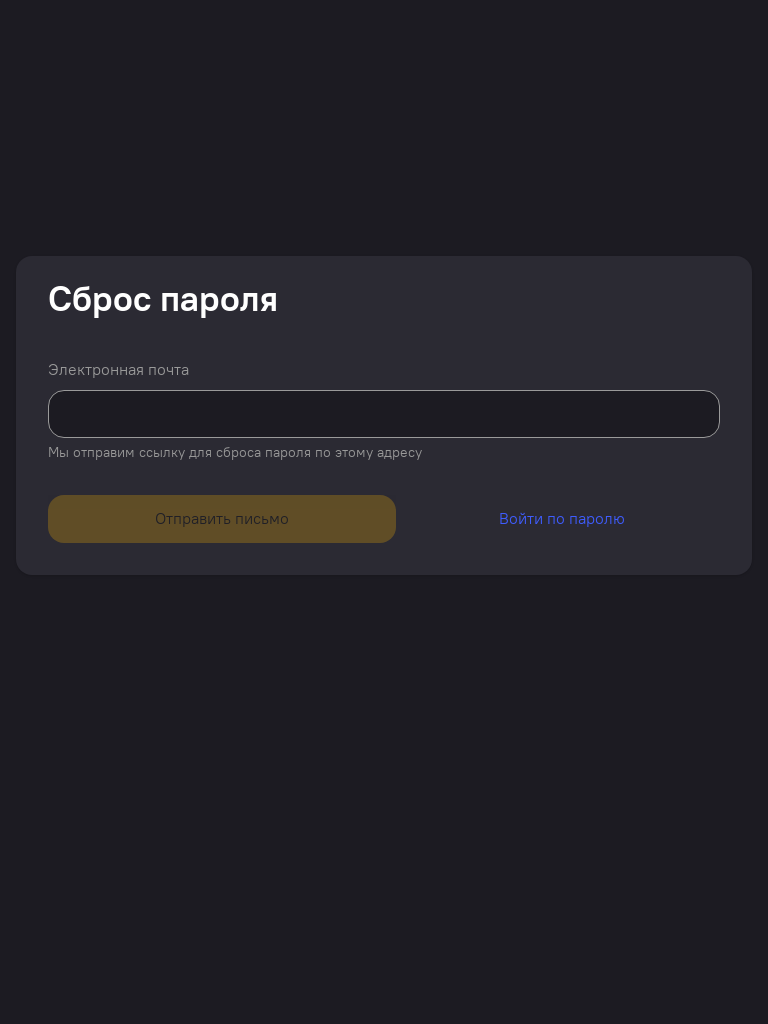 Сброс пароля
Электронная почта
Мы отправим ссылку для сброса пароля по этому адресу
Отправить письмо
Войти по паролю